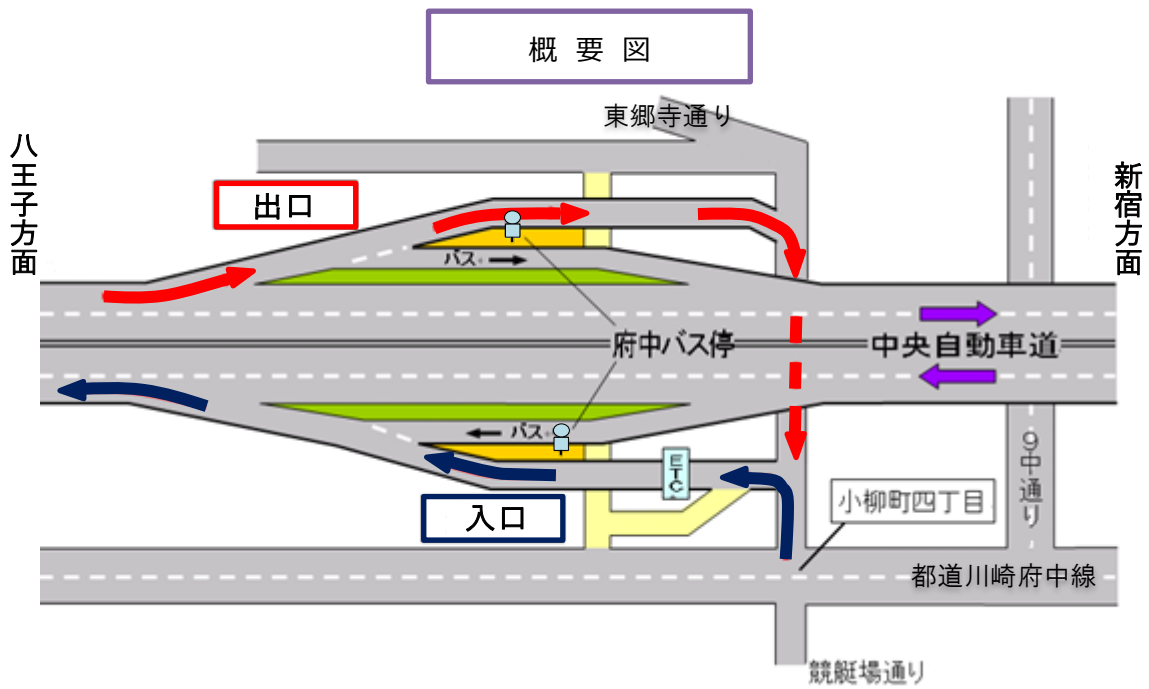 概要図
東郷寺通り
八王子方面
新宿方面
出口
バス
府中バス停
中央自動車道
バス
ETC
入口
小柳町四丁目
9中通り
都道川崎府中線
競艇場通り